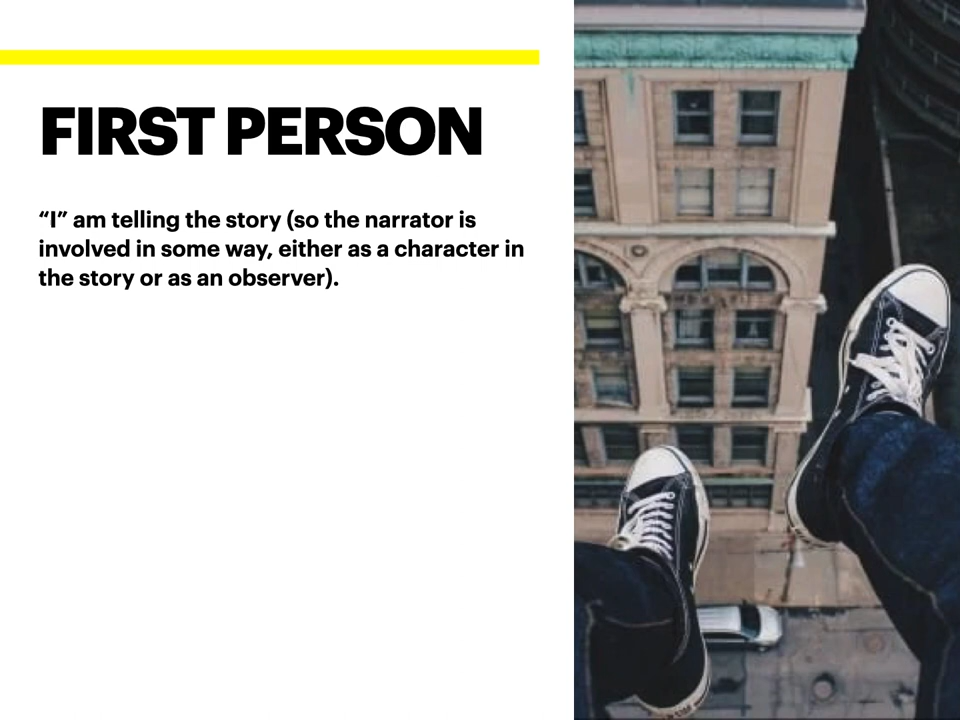 FIRST PERSON
“I” am telling the story (so the narrator is
involved in some way, either as a character in
the story or as an observer).